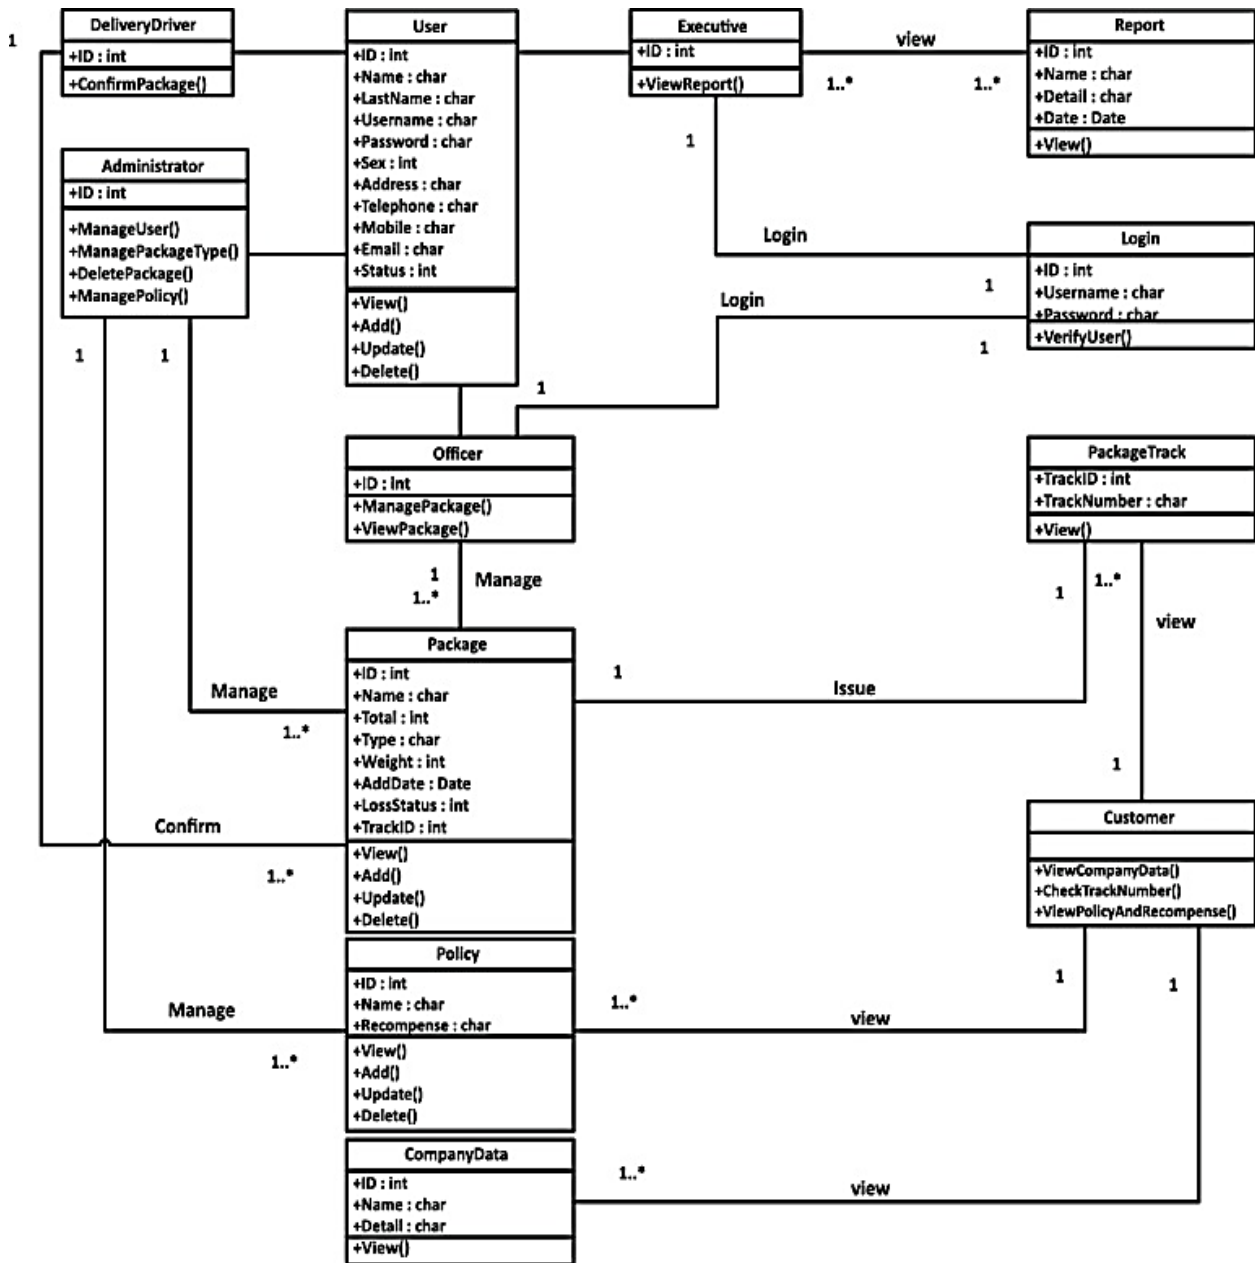 DeliveryDriver
+ID : int
+ConfirmPackage()
1
User
+ID : int
+Name : char
+LastName : char
+Username : char
+Password : char
+Sex : int
+Address : char
+Telephone : char
+Mobile : char
+Email : char
+Status : int
+View()
+Add()
+Update()
+Delete()
Executive
+ID : int
+ViewReport()
view
1..*
1..*
1
Report
+ID : int
+Name : char
+Detail : char
+Date : Date
+View()
Administrator
+ID : int
+ManageUser()
+ManagePackageType()
+DeletePackage()
+ManagePolicy()
1
1
Login
1
Login
1
1
Login
+ID : int
+Username : char
+Password : char
+VerifyUser()
Officer
+ID : int
+ManagePackage()
+ViewPackage()
1
Manage
1..*
PackageTrack
+TrackID : int
+TrackNumber : char
+View()
1
1..*
view
1
Package
+ID : int
+Name : char
+Total : int
+Type : char
+Weight : int
+AddDate : Date
+LossStatus : int
+TrackID : int
+View()
+Add()
+Update()
+Delete()
1
Issue
Manage
1..*
Confirm
1..*
Customer
+ViewCompanyData()
+CheckTrackNumber()
+ViewPolicyAndRecompense()
1
1
Policy
+ID : int
+Name : char
+Recompense : char
+View()
+Add()
+Update()
+Delete()
Manage
1..*
1..*
view
CompanyData
+ID : int
+Name : char
+Detail : char
+View()
1..*
view